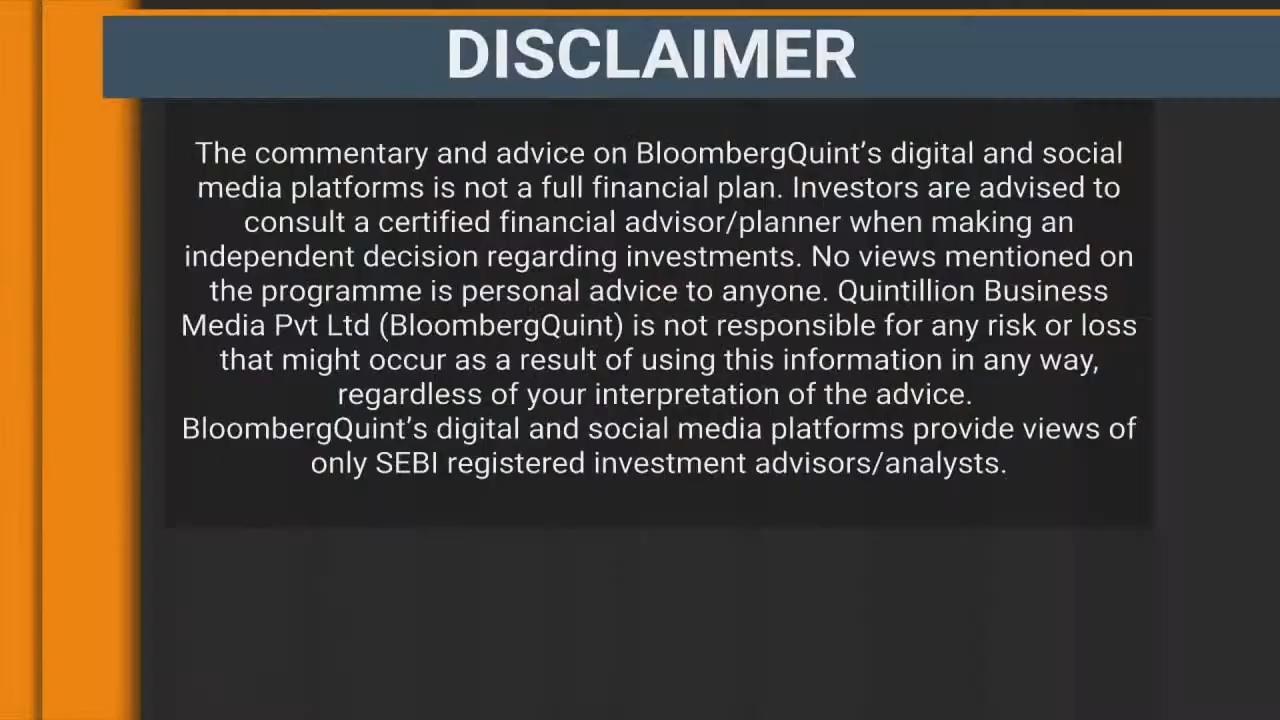 DISCLAIMER
The commentary and advice on BloombergQuint’s digital and social
media platforms is not a full financial plan. Investors are advised to
consult a certified financial advisor/planner when making an
independent decision regarding investments. No views mentioned on
the programme is personal advice to anyone. Quintillion Business
Media Pvt Ltd (BloombergQuint) is not responsible for any risk or loss
that might occur as a result of using this information in any way,
regardless of your interpretation of the advice.
BloombergQuint’s digital and social media platforms provide views of
only SEBI registered investment advisors/analysts.